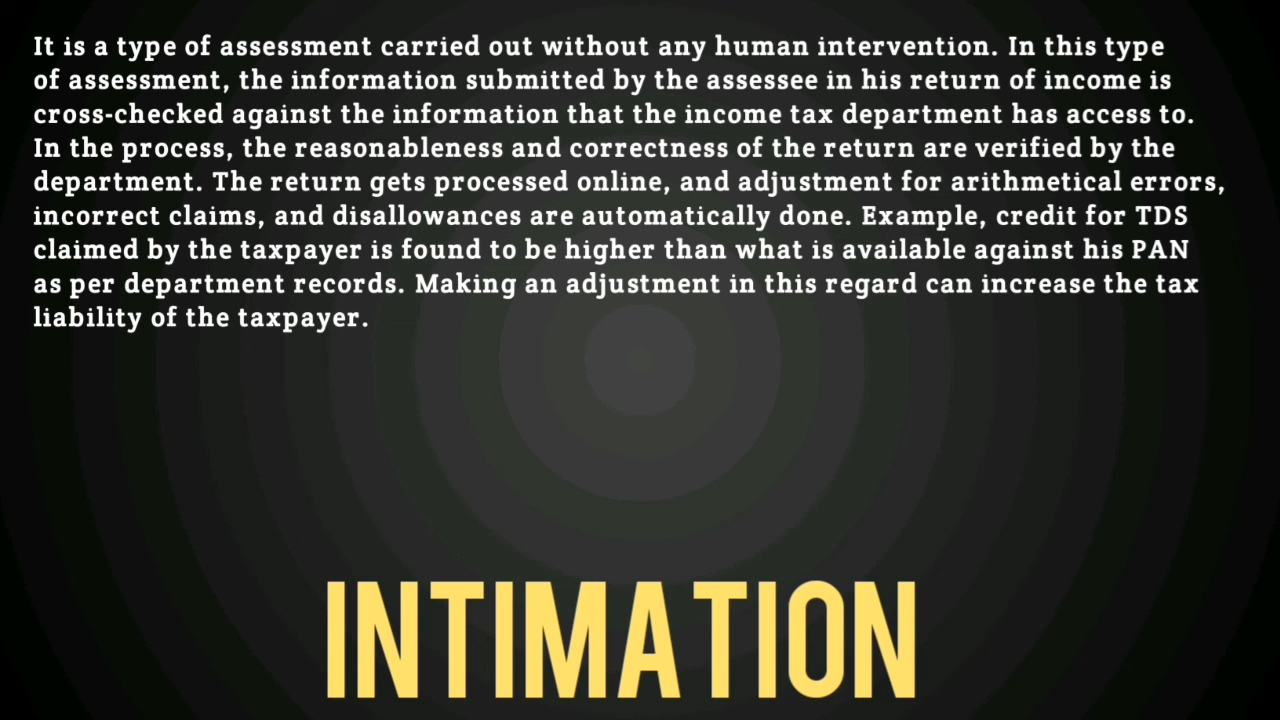 It is a type of assessment carried out without any human intervention. In this type
of assessment, the information submitted by the assessee in his return of income is
cross-checked against the information that the income tax department has access to.
In the process, the reasonableness and correctness of the return are verified by the
department. The return gets processed online, and adjustment for arithmetical errors,
incorrect claims, and disallowances are automatically done. Example, credit for TDS
claimed by the taxpayer is found to be higher than what is available against his PAN
as per department records. Making an adjustment in this regard can increase the tax
liability of the taxpayer.
INTIMATION